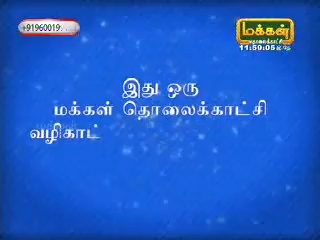 +91960019...
மக்கள்
தொலைக்காட்சி
11:59:05
இது ஒரு
மக்கள் தொலைக்காட்சி
வழிகாட்